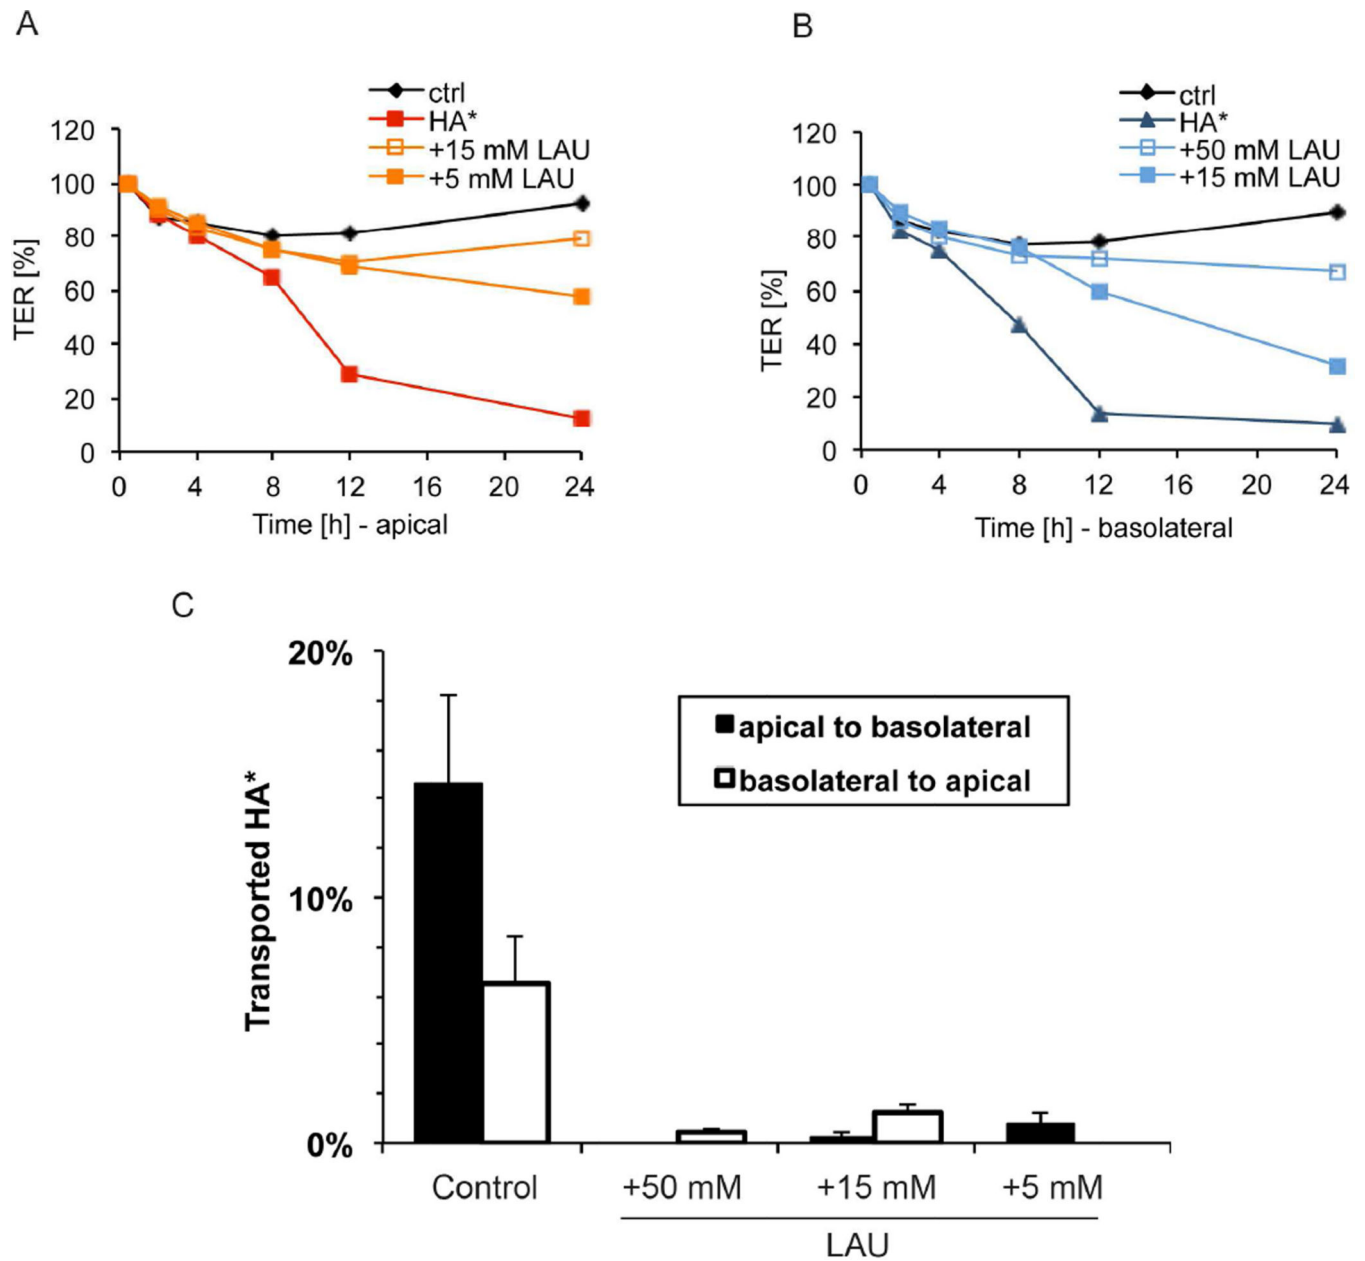 A
ctrl
HA*
+15 mM LAU
+5 mM LAU
120
100
80
60
40
20
0
TER [%]
0 4 8 12 16 20 24
Time [h] - apical
B
ctrl
HA*
+50 mM LAU
+15 mM LAU
120
100
80
60
40
20
0
TER [%]
0 4 8 12 16 20 24
Time [h] - basolateral
C
20%
10%
0%
Transported HA*
apical to basolateral
basolateral to apical
Control +50 mM +15 mM +5 mM
LAU